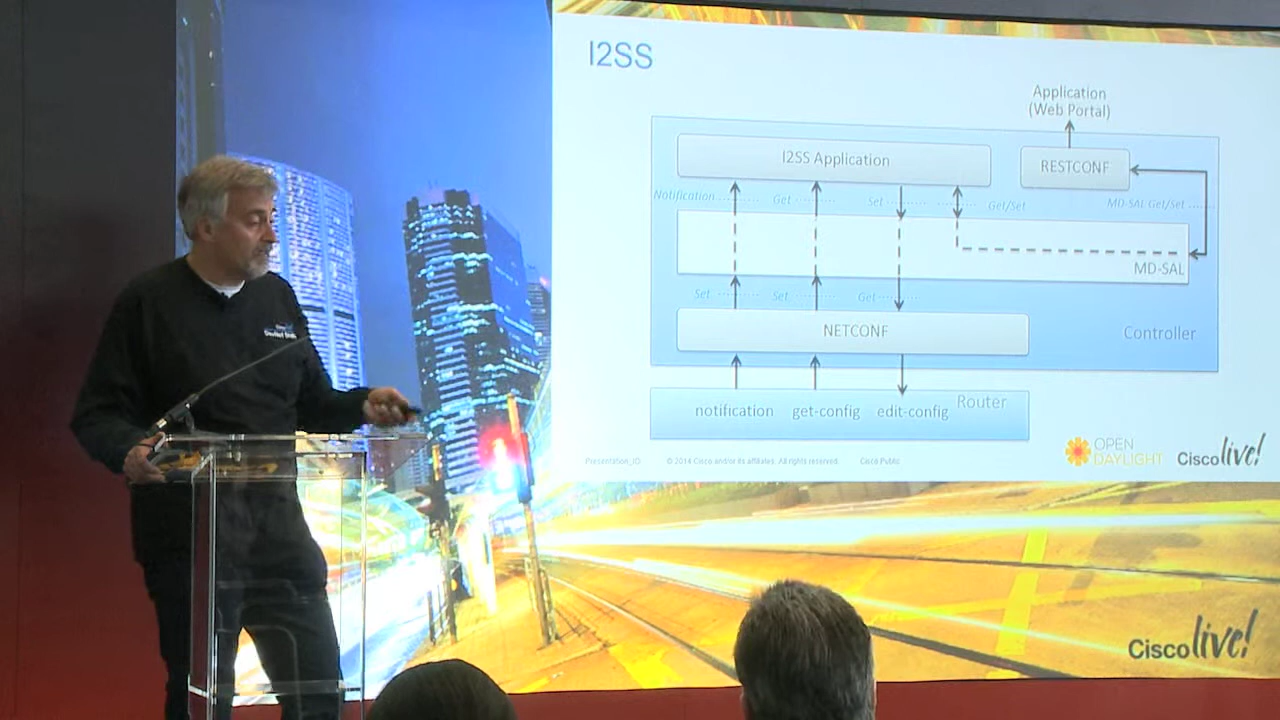 I2SS
Application
(Web Portal)
I2SS Application
RESTCONF
Notification
Get
Set
Get/Set
MD-SAL Get/Set
MD-SAL
Set
Set
Get
NETCONF
Controller
notification
get-config
edit-config
Router
Presentation_ID
© 2014 Cisco and/or its affiliates. All rights reserved.
Cisco Public
OPEN
DAYLIGHT
Cisco live!
Cisco live!